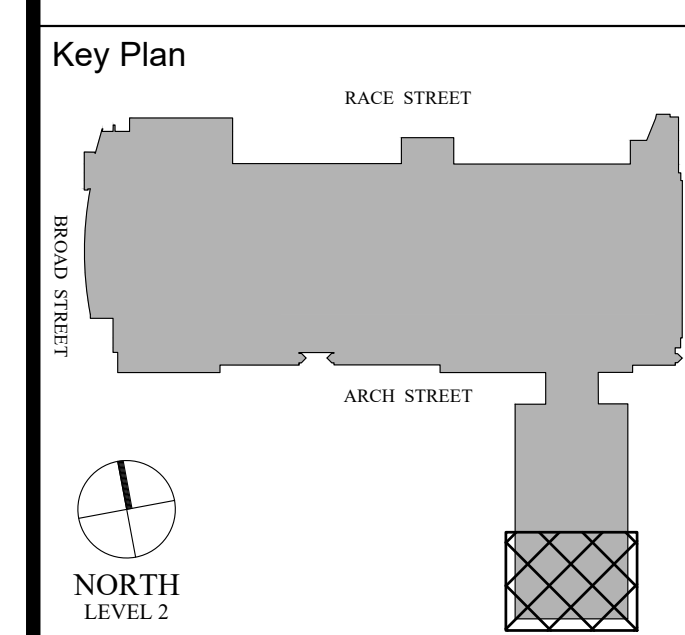 Key Plan
RACE STREET
BROAD STREET
ARCH STREET
NORTH
LEVEL 2